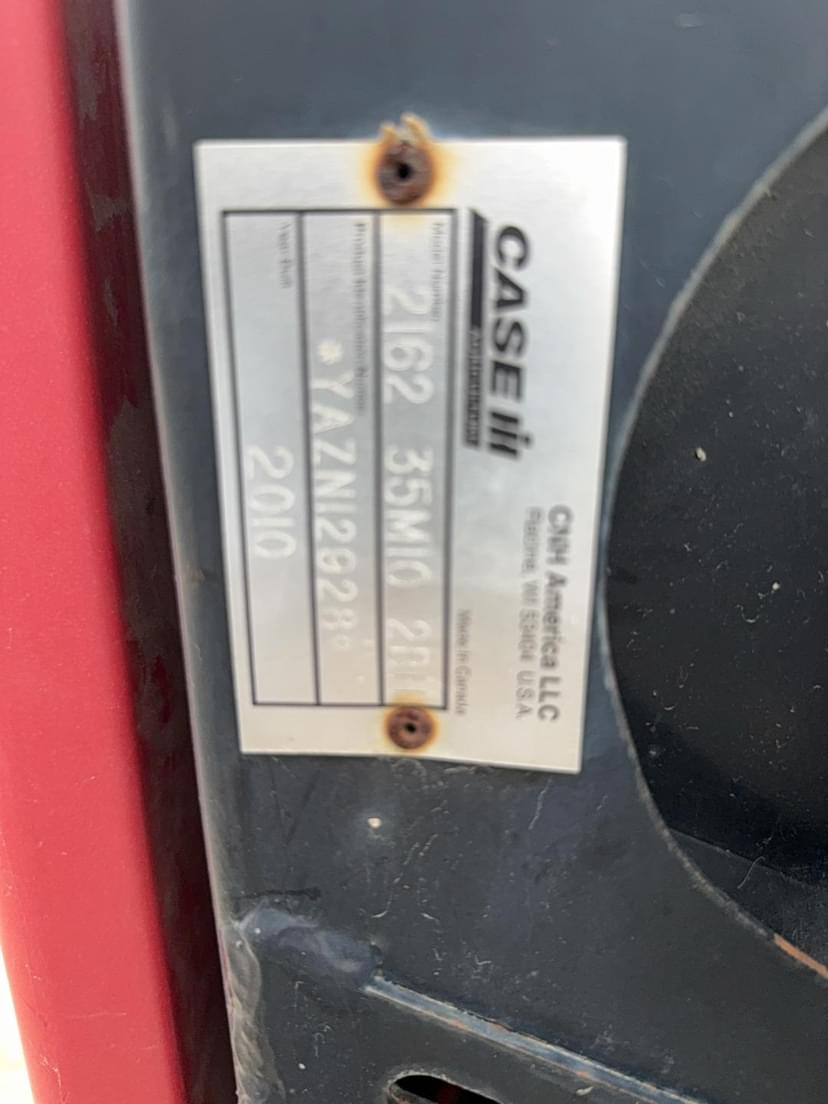 CASE IH
AGRICULTURE
CNH America LLC
Racine, WI 53404 U.S.A.
Made in Canada
Model Number
2162 35M10
Product Identification Number
*YAZN12928*
Year Built
2010